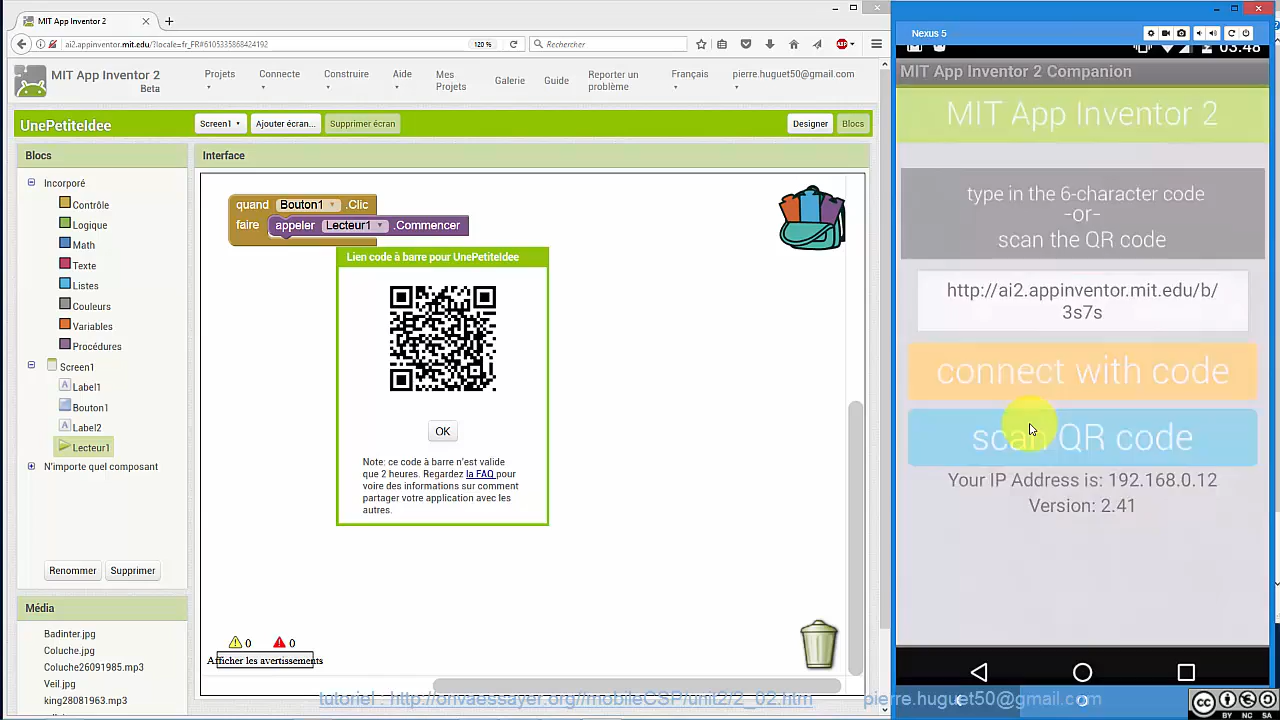 MIT App Inventor 2
ai2.appinventor.mit.edu/?locale=fr_FR#6105335868424192
120 %
Rechercher
MIT App Inventor 2
Beta
Projets
Connecte
Construire
Aide
Mes
Projets
Galerie
Guide
Reporter un
problème
Français
pierre.huguet50@gmail.com
UnePetiteIdee
Screen1
Ajouter écran...
Supprimer écran
Designer
Blocs
Blocs
Interface
Incorporé
Contrôle
Logique
Math
Texte
Listes
Couleurs
Variables
Procédures
Screen1
Label1
Bouton1
Label2
Lecteur1
N'importe quel composant
Renommer
Supprimer
Média
Badinter.jpg
Coluche.jpg
Coluche26091985.mp3
Veil.jpg
king28081963.mp3
quand Bouton1 .Clic
faire appeler Lecteur1 .Commencer
Lien code à barre pour UnePetiteIdee
OK
Note: ce code à barre n'est valide
que 2 heures. Regardez la FAQ pour
voire des informations sur comment
partager votre application avec les
autres.
0 0
Afficher les avertissements
Nexus 5
03:48
MIT App Inventor 2 Companion
MIT App Inventor 2
type in the 6-character code
-or-
scan the QR code
http://ai2.appinventor.mit.edu/b/
3s7s
connect with code
scan QR code
Your IP Address is: 192.168.0.12
Version: 2.41
tutoriel : http://onvaessayer.org//mobileCSP/unit2/2_02.htm
pierre.huguet50@gmail.com
cc
BY NC SA